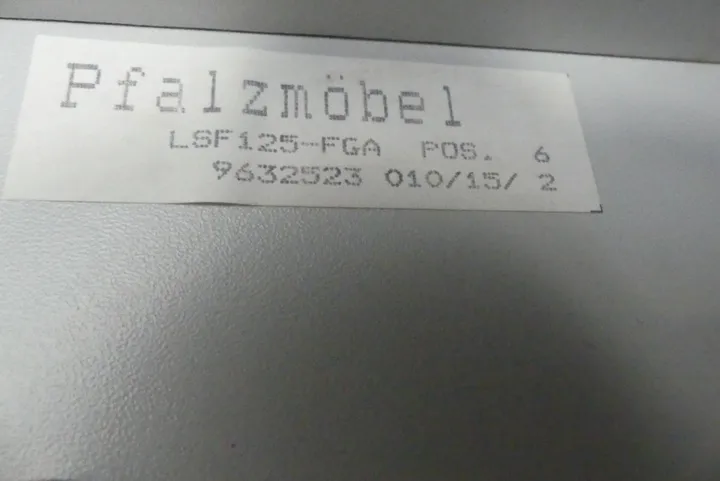 Pfalzmöbel
LSF125-FGA POS. 6
9632523 010/15/ 2